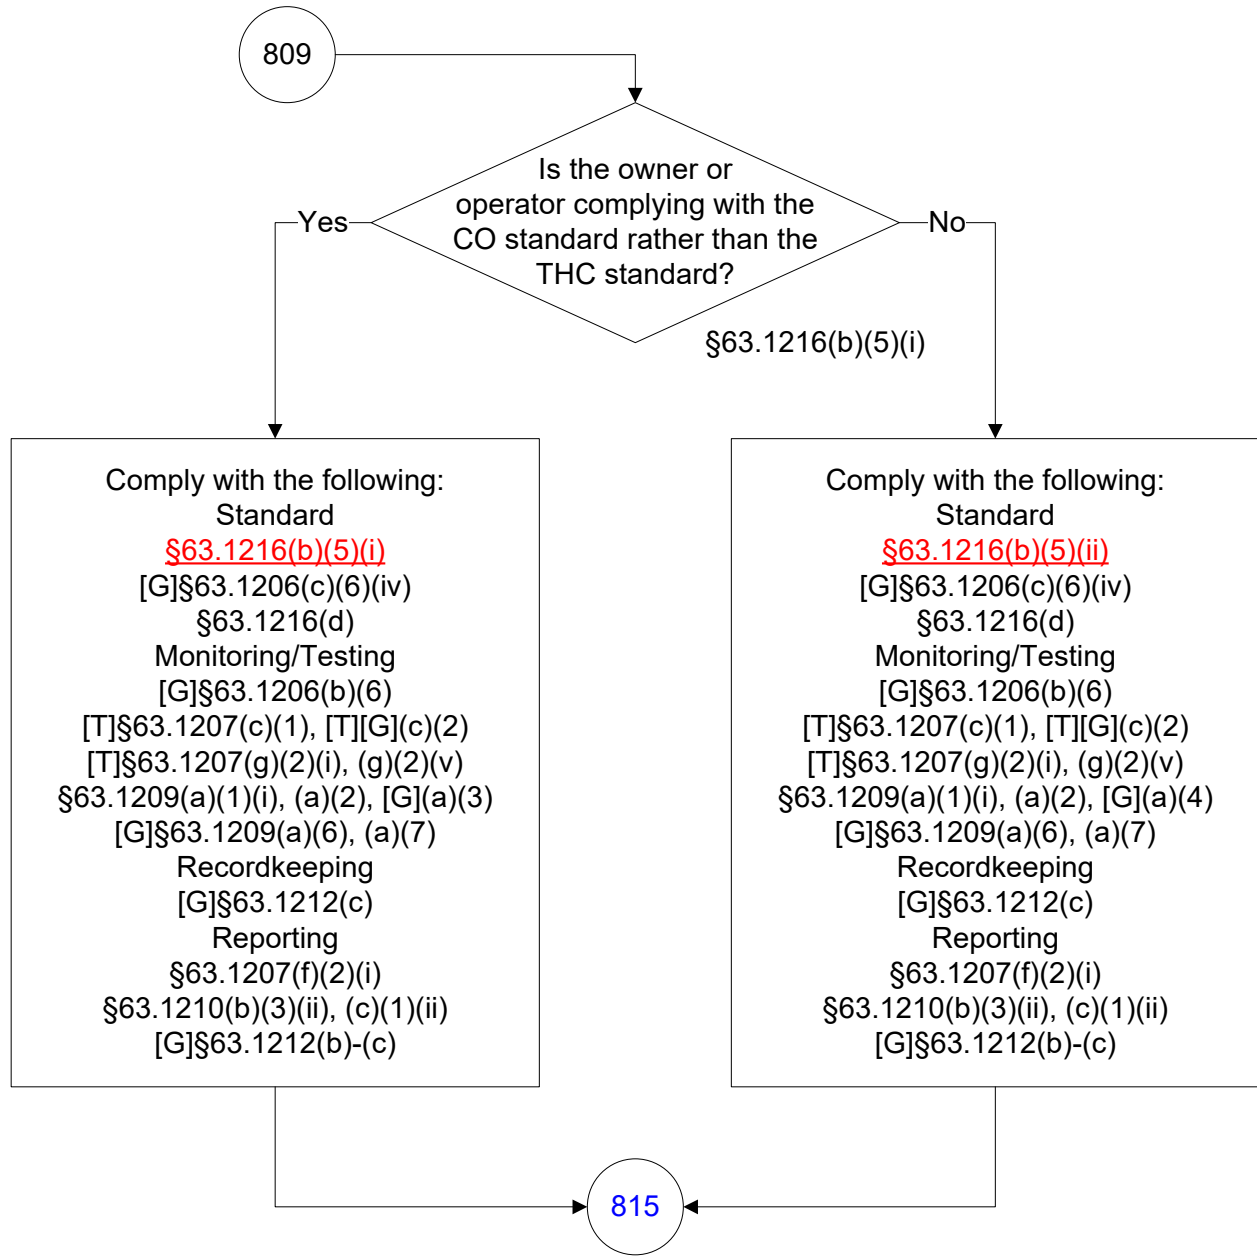 809
Is the owner or
operator complying with the
CO standard rather than the
THC standard?
Yes
No
§63.1216(b)(5)(i)
Comply with the following:
Standard
§63.1216(b)(5)(i)
[G]§63.1206(c)(6)(iv)
§63.1216(d)
Monitoring/Testing
[G]§63.1206(b)(6)
[T]§63.1207(c)(1), [T][G](c)(2)
[T]§63.1207(g)(2)(i), (g)(2)(v)
§63.1209(a)(1)(i), (a)(2), [G](a)(3)
[G]§63.1209(a)(6), (a)(7)
Recordkeeping
[G]§63.1212(c)
Reporting
§63.1207(f)(2)(i)
§63.1210(b)(3)(ii), (c)(1)(ii)
[G]§63.1212(b)-(c)
Comply with the following:
Standard
§63.1216(b)(5)(ii)
[G]§63.1206(c)(6)(iv)
§63.1216(d)
Monitoring/Testing
[G]§63.1206(b)(6)
[T]§63.1207(c)(1), [T][G](c)(2)
[T]§63.1207(g)(2)(i), (g)(2)(v)
§63.1209(a)(1)(i), (a)(2), [G](a)(4)
[G]§63.1209(a)(6), (a)(7)
Recordkeeping
[G]§63.1212(c)
Reporting
§63.1207(f)(2)(i)
§63.1210(b)(3)(ii), (c)(1)(ii)
[G]§63.1212(b)-(c)
815